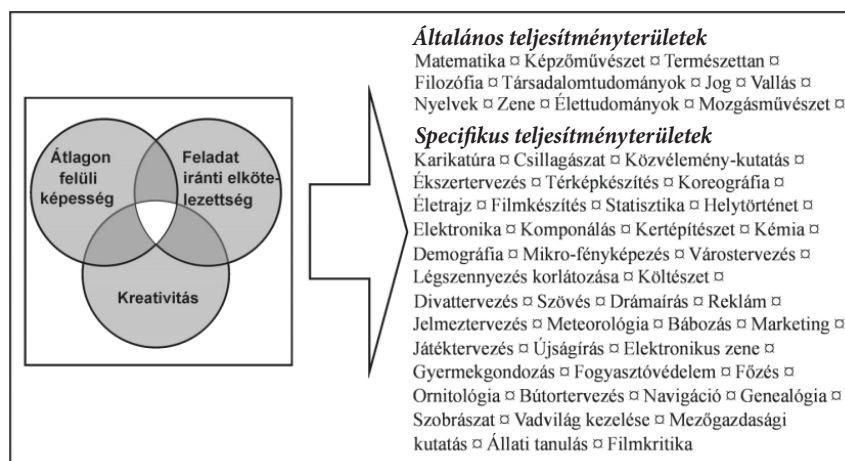 Átlagon
felüli
képesség
Feladat
iránti elköte-
lezettség
Kreativitás
Általános teljesítményterületek
Matematika ¤ Képzőművészet ¤ Természettan ¤
Filozófia ¤ Társadalomtudományok ¤ Jog ¤ Vallás ¤
Nyelvek ¤ Zene ¤ Élettudományok ¤ Mozgásművészet ¤
Specifikus teljesítményterületek
Karikatúra ¤ Csillagászat ¤ Közvélemény-kutatás ¤
Ékszertervezés ¤ Térképkészítés ¤ Koreográfia ¤
Életrajz ¤ Filmkészítés ¤ Statisztika ¤ Helytörténet ¤
Elektronika ¤ Komponálás ¤ Kertépítészet ¤ Kémia ¤
Demográfia ¤ Mikro-fényképezés ¤ Várostervezés ¤
Légszennyezés korlátozása ¤ Költészet ¤
Divattervezés ¤ Szövés ¤ Drámaírás ¤ Reklám ¤
Jelmeztervezés ¤ Meteorológia ¤ Bábozás ¤ Marketing ¤
Játéktervezés ¤ Újságírás ¤ Elektronikus zene ¤
Gyermekgondozás ¤ Fogyasztóvédelem ¤ Főzés ¤
Ornitológia ¤ Bútortervezés ¤ Navigáció ¤ Genealógia ¤
Szobrászat ¤ Vadvilág kezelése ¤ Mezőgazdasági
kutatás ¤ Állati tanulás ¤ Filmkritika